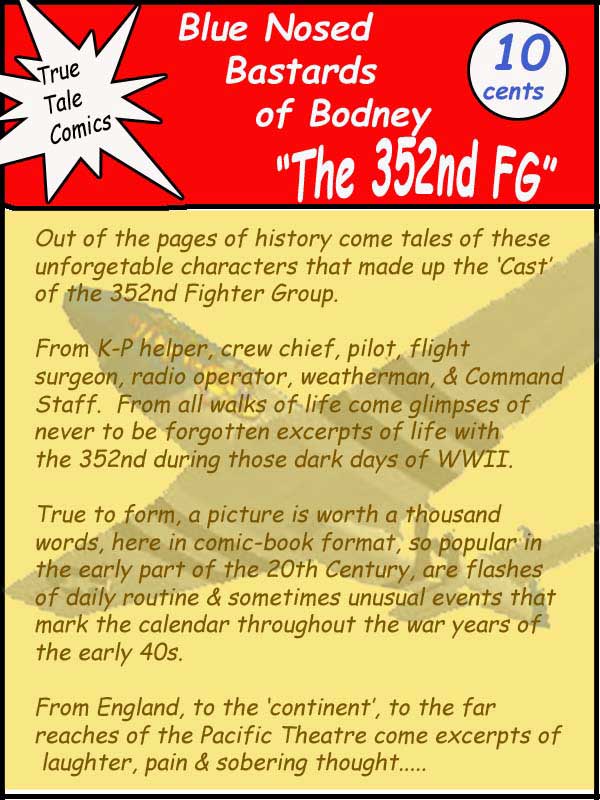 True
Tale
Comics
Blue Nosed
Bastards
of Bodney
"The 352nd FG"
10
cents
Out of the pages of history come tales of these
unforgetable characters that made up the ‘Cast’
of the 352nd Fighter Group.
From K-P helper, crew chief, pilot, flight
surgeon, radio operator, weatherman, & Command
Staff.  From all walks of life come glimpses of
never to be forgotten excerpts of life with
the 352nd during those dark days of WWII.
True to form, a picture is worth a thousand
words, here in comic-book format, so popular in
the early part of the 20th Century, are flashes
of daily routine & sometimes unusual events that
mark the calendar throughout the war years of
the early 40s.
From England, to the ‘continent’, to the far
reaches of the Pacific Theatre come excerpts of
laughter, pain & sobering thought.....